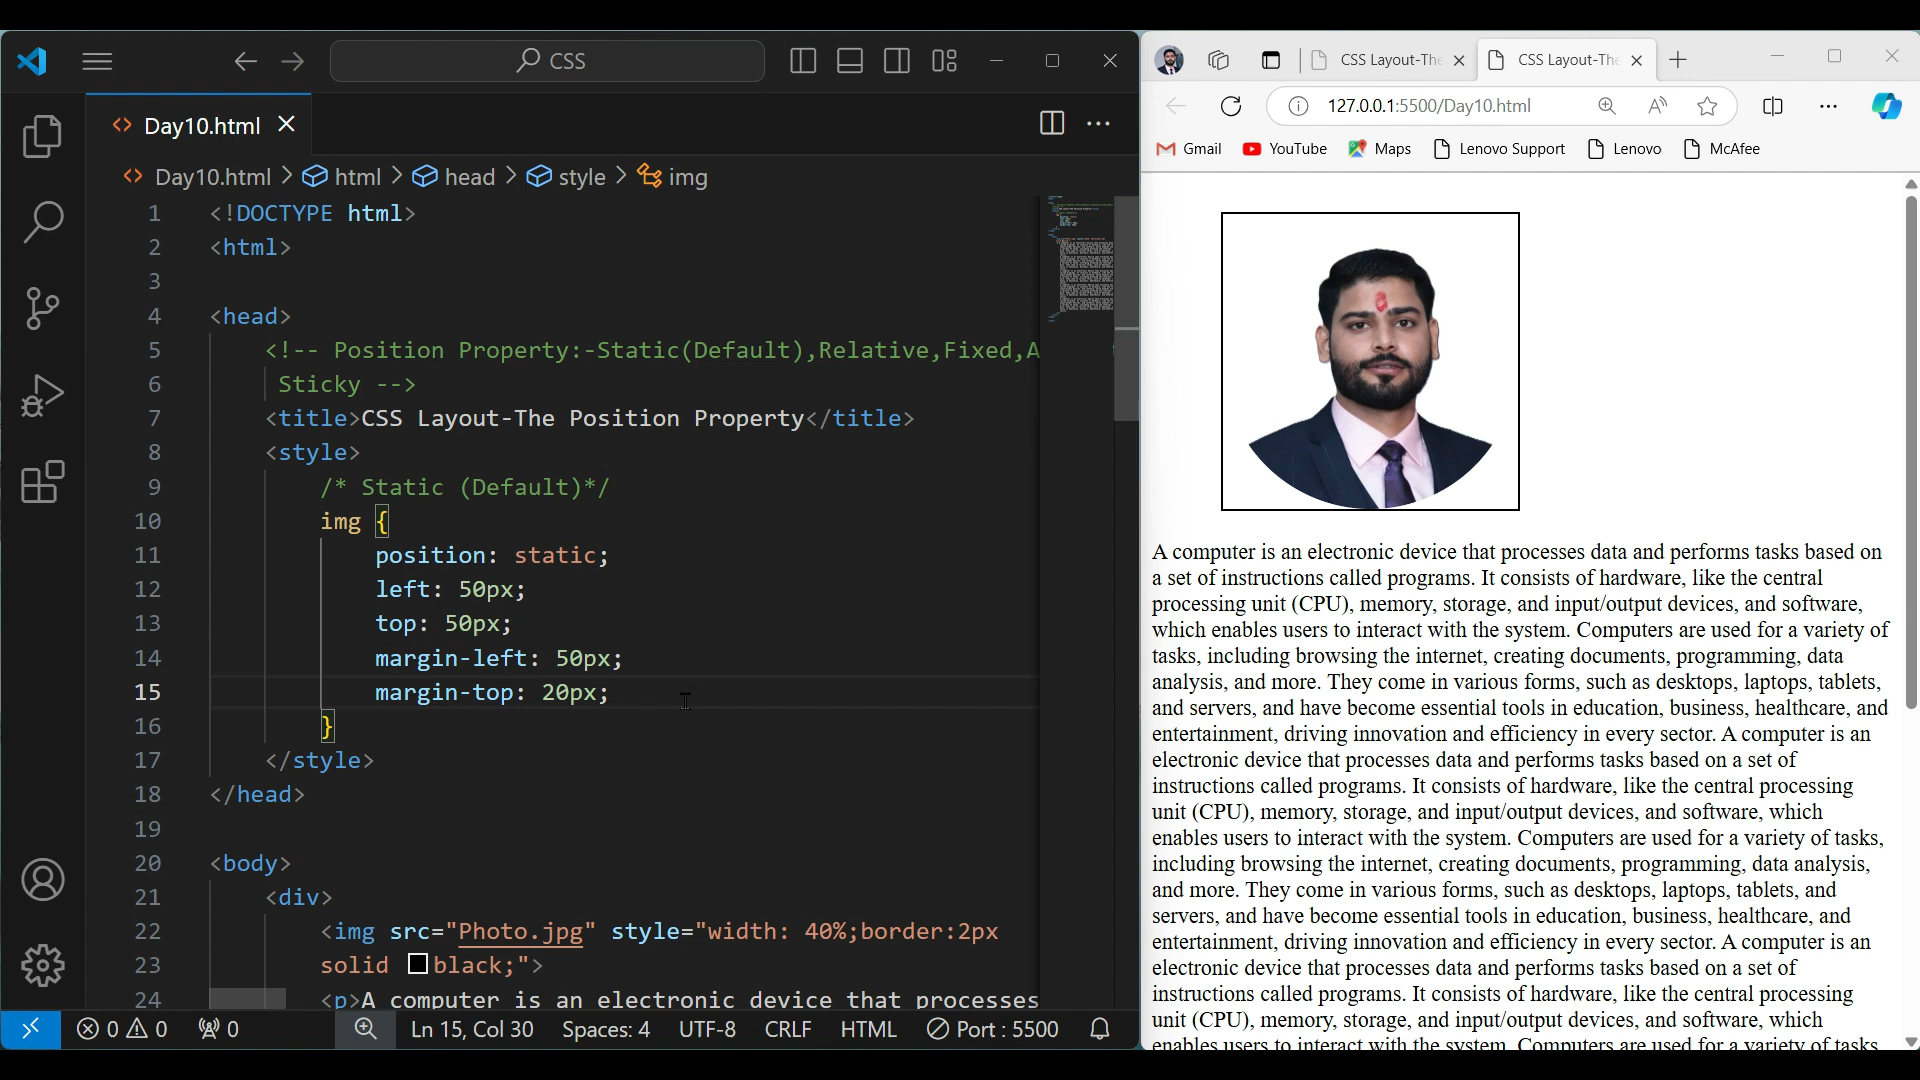 CSS
Day10.html
Day10.html > html > head > style > img
1 <!DOCTYPE html>
2 <html>
3
4 <head>
5 <!-- Position Property:-Static(Default),Relative,Fixed,A
6 Sticky -->
7 <title>CSS Layout-The Position Property</title>
8 <style>
9 /* Static (Default)*/
10 img {
11 position: static;
12 left: 50px;
13 top: 50px;
14 margin-left: 50px;
15 margin-top: 20px;
16 }
17 </style>
18 </head>
19
20 <body>
21 <div>
22 <img src="Photo.jpg" style="width: 40%;border:2px
23 solid black;">
24 <p>A computer is an electronic device that processes
0 0 0 Ln 15, Col 30 Spaces: 4 UTF-8 CRLF HTML Port : 5500
CSS Layout-The CSS Layout-The
127.0.0.1:5500/Day10.html
Gmail YouTube Maps Lenovo Support Lenovo McAfee
A computer is an electronic device that processes data and performs tasks based on
a set of instructions called programs. It consists of hardware, like the central
processing unit (CPU), memory, storage, and input/output devices, and software,
which enables users to interact with the system. Computers are used for a variety of
tasks, including browsing the internet, creating documents, programming, data
analysis, and more. They come in various forms, such as desktops, laptops, tablets,
and servers, and have become essential tools in education, business, healthcare, and
entertainment, driving innovation and efficiency in every sector. A computer is an
electronic device that processes data and performs tasks based on a set of
instructions called programs. It consists of hardware, like the central processing
unit (CPU), memory, storage, and input/output devices, and software, which
enables users to interact with the system. Computers are used for a variety of tasks,
including browsing the internet, creating documents, programming, data analysis,
and more. They come in various forms, such as desktops, laptops, tablets, and
servers, and have become essential tools in education, business, healthcare, and
entertainment, driving innovation and efficiency in every sector. A computer is an
electronic device that processes data and performs tasks based on a set of
instructions called programs. It consists of hardware, like the central processing
unit (CPU), memory, storage, and input/output devices, and software, which
enables users to interact with the system. Computers are used for a variety of tasks,